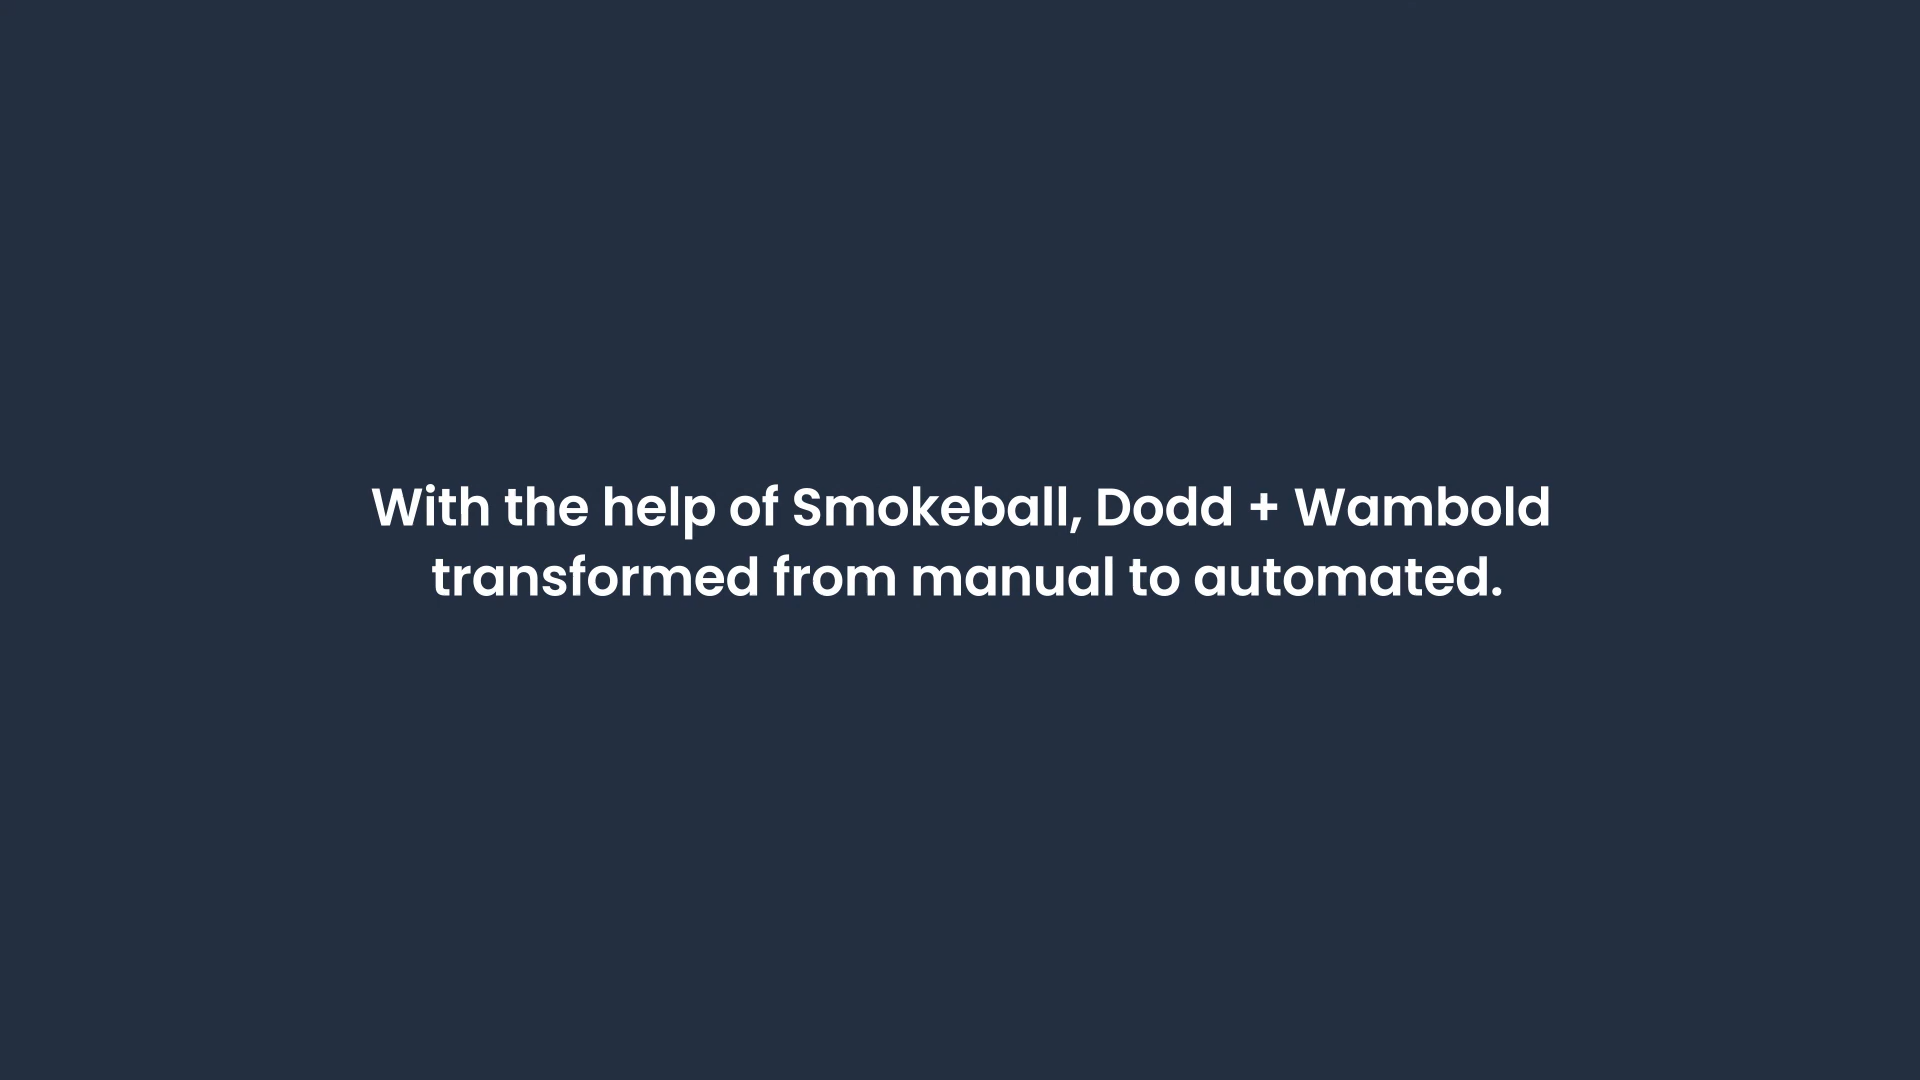 With the help of Smokeball, Dodd + Wambold
transformed from manual to automated.